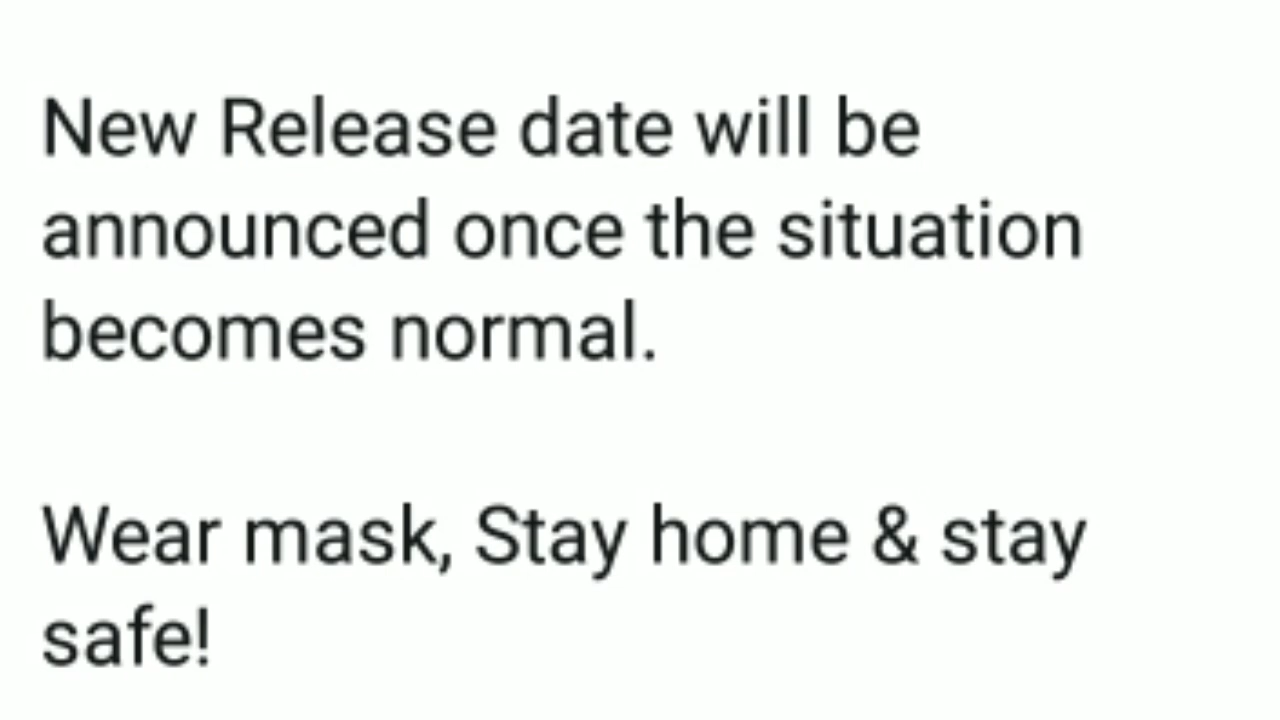 New Release date will be
announced once the situation
becomes normal.
Wear mask, Stay home & stay
safe!